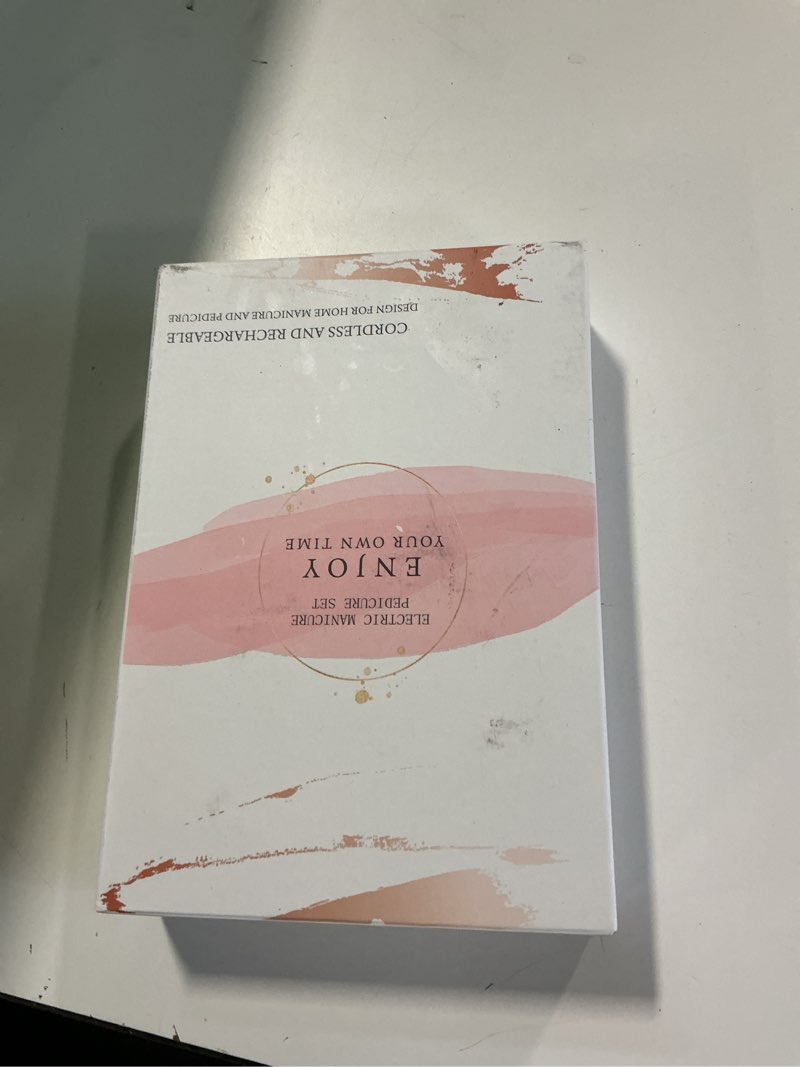 ELECTRIC MANICURE
PEDICURE SET
ENJOY
YOUR OWN TIME
CORDLESS AND RECHARGEABLE
DESIGN FOR HOME MANICURE AND PEDICURE